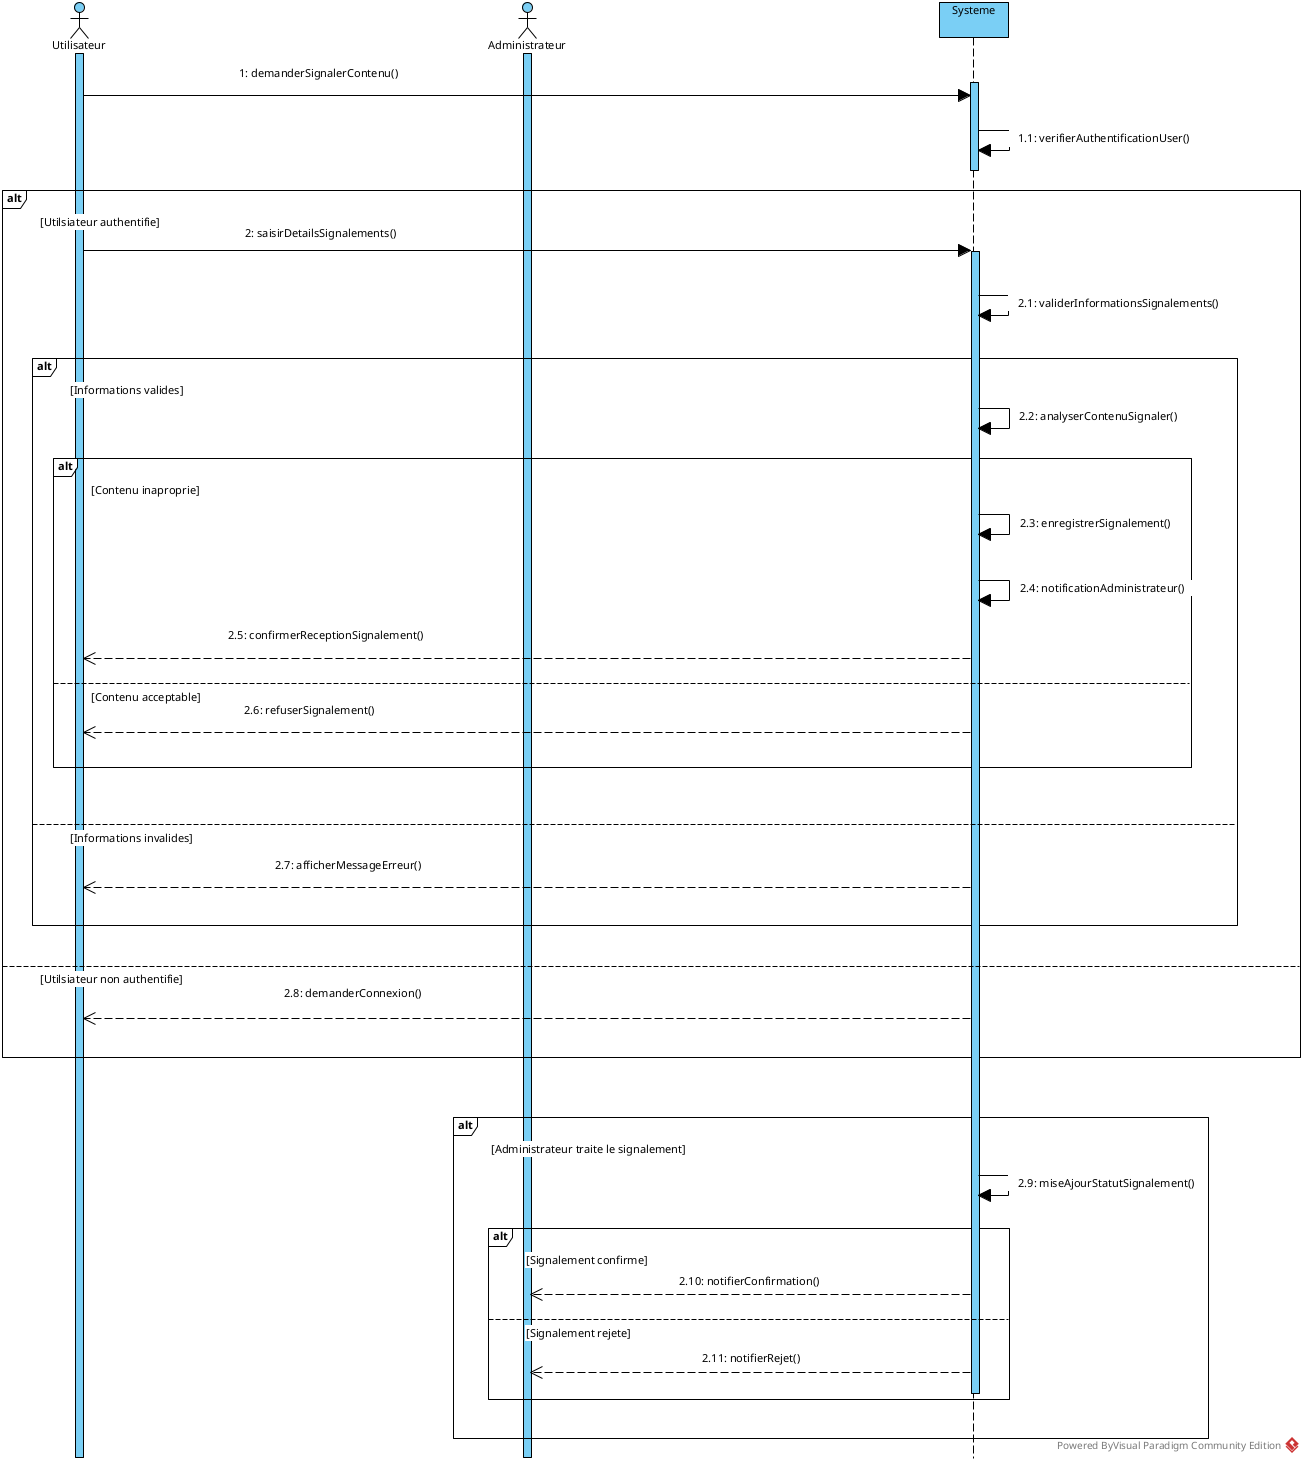 Utilisateur
Administrateur
Systeme
1: demanderSignalerContenu()
1.1: verifierAuthentificationUser()
alt
[Utilsiateur authentifie]
2: saisirDetailsSignalements()
2.1: validerInformationsSignalements()
alt
[Informations valides]
2.2: analyserContenuSignaler()
alt
[Contenu inaproprie]
2.3: enregistrerSignalement()
2.4: notificationAdministrateur()
2.5: confirmerReceptionSignalement()
[Contenu acceptable]
2.6: refuserSignalement()
[Informations invalides]
2.7: afficherMessageErreur()
[Utilsiateur non authentifie]
2.8: demanderConnexion()
alt
[Administrateur traite le signalement]
2.9: miseAjourStatutSignalement()
alt
[Signalement confirme]
2.10: notifierConfirmation()
[Signalement rejete]
2.11: notifierRejet()
Powered ByVisual Paradigm Community Edition